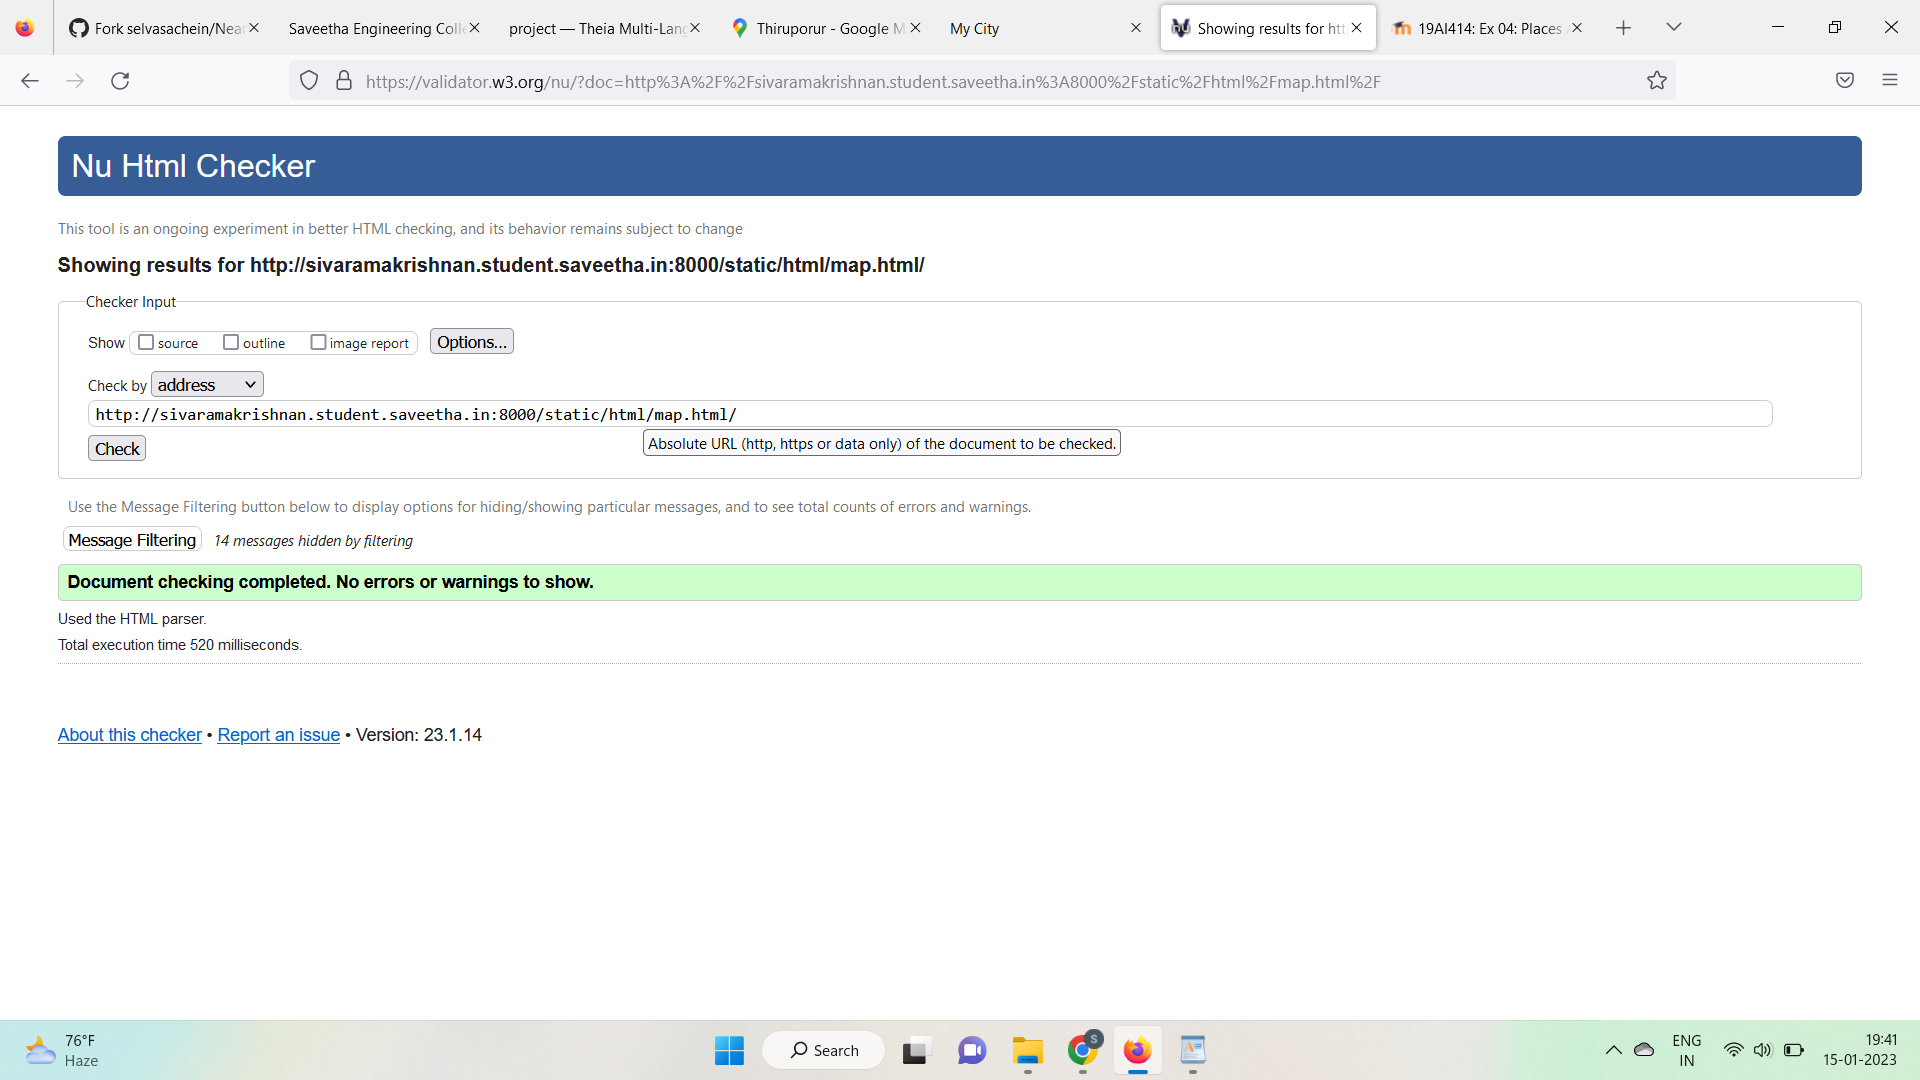 Fork selvasachein/Near
Saveetha Engineering Colle
project — Theia Multi-Lang
Thiruporur - Google M
My City
Showing results for htt
19AI414: Ex 04: Places
https://validator.w3.org/nu/?doc=http%3A%2F%2Fsivaramakrishnan.student.saveetha.in%3A8000%2Fstatic%2Fhtml%2Fmap.html%2F
Nu Html Checker
This tool is an ongoing experiment in better HTML checking, and its behavior remains subject to change
Showing results for http://sivaramakrishnan.student.saveetha.in:8000/static/html/map.html/
Checker Input
Show source outline image report Options...
Check by address
http://sivaramakrishnan.student.saveetha.in:8000/static/html/map.html/
Absolute URL (http, https or data only) of the document to be checked.
Check
Use the Message Filtering button below to display options for hiding/showing particular messages, and to see total counts of errors and warnings.
Message Filtering 14 messages hidden by filtering
Document checking completed. No errors or warnings to show.
Used the HTML parser.
Total execution time 520 milliseconds.
About this checker • Report an issue • Version: 23.1.14
76°F
Haze
Search
S
ENG
IN
19:41
15-01-2023